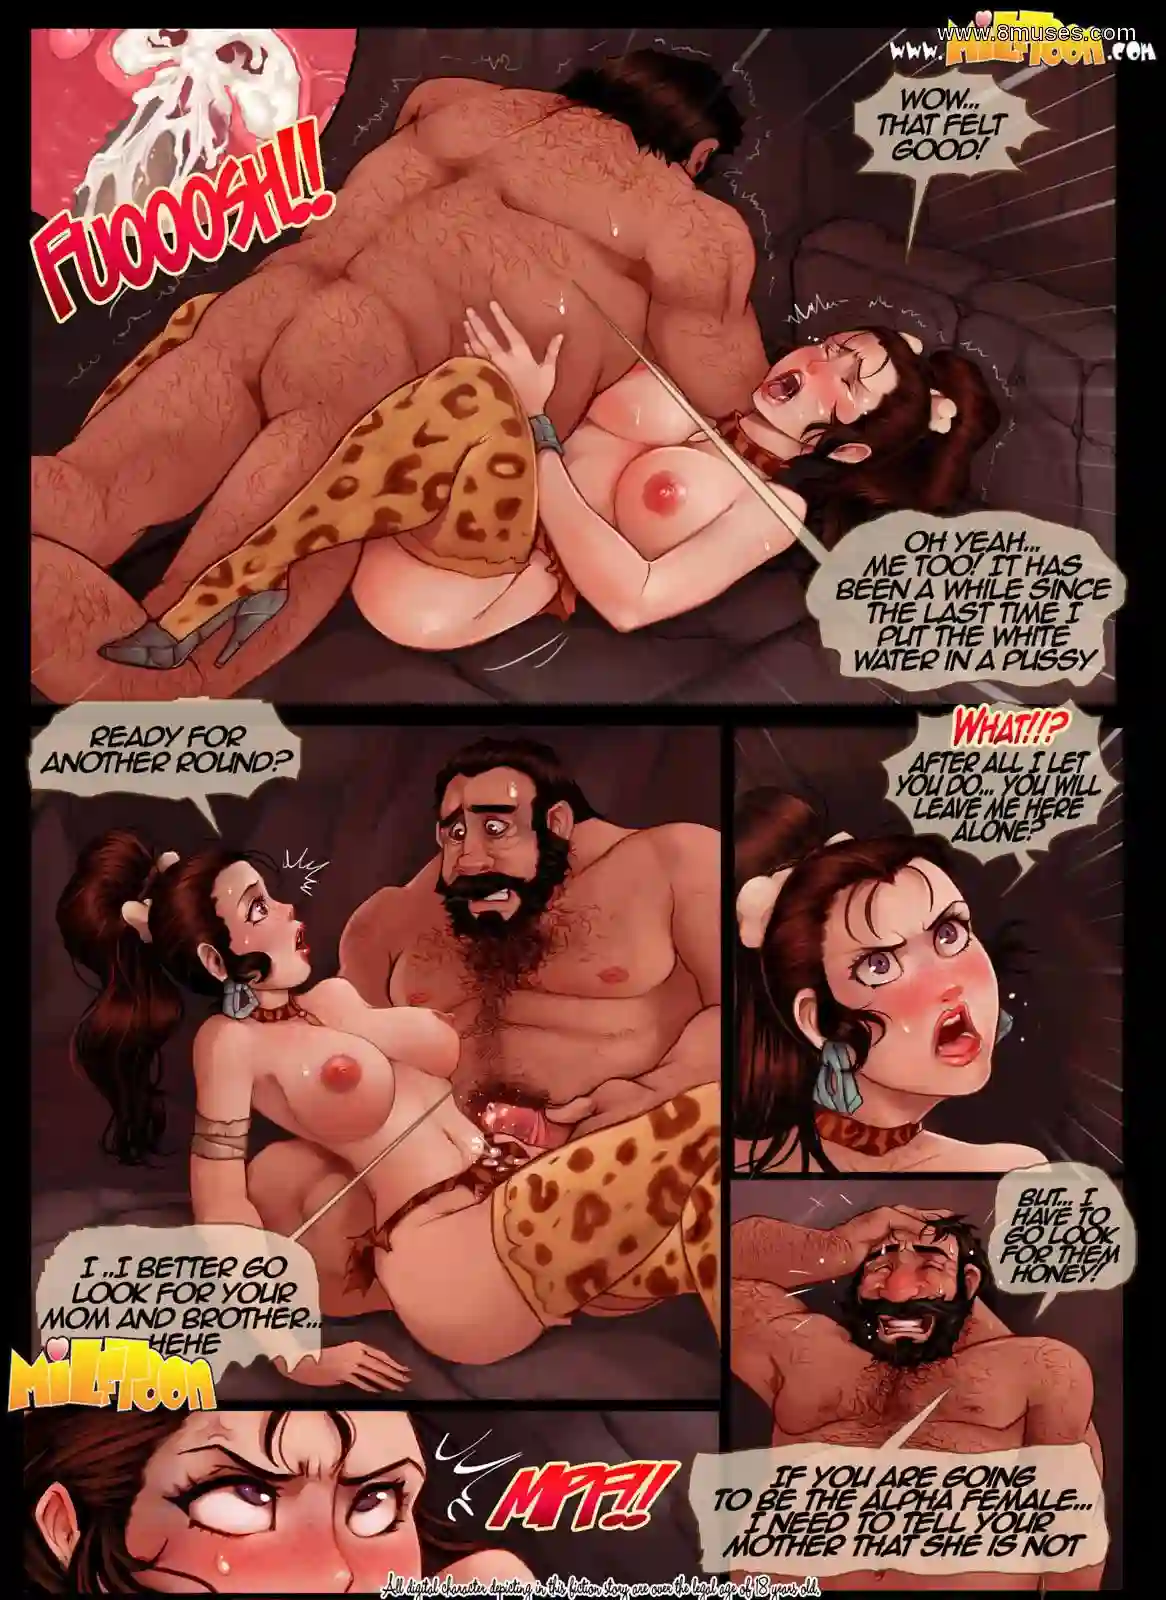 www.8muses.com
www.MilfToon.com
WOW...
THAT FELT
GOOD!
FUOOOSH!!
OH YEAH...
ME TOO! IT HAS
BEEN A WHILE SINCE
THE LAST TIME I
PUT THE WHITE
WATER IN A PUSSY
READY FOR
ANOTHER ROUND?
I ..I BETTER GO
LOOK FOR YOUR
MOM AND BROTHER...
HEHE
WHAT!!?
AFTER ALL I LET
YOU DO... YOU WILL
LEAVE ME HERE
ALONE?
BUT... I
HAVE TO
GO LOOK
FOR THEM
HONEY!
IF YOU ARE GOING
TO BE THE ALPHA FEMALE...
I NEED TO TELL YOUR
MOTHER THAT SHE IS NOT
MilfToon
MPF!!
All digital character depicting in this fiction story are over the legal age of 18 years old.